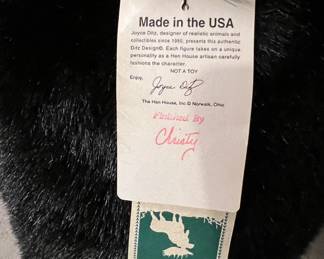 Made in the USA
Joyce Ditz, designer of realistic animals and
collectibles since 1980, presents this authentic
Ditz Design®. Each figure takes on a unique
personality as a Hen House artisan carefully
fashions the character.
NOT A TOY
Enjoy,
Joyce Ditz
The Hen House, Inc © Norwalk, Ohio
Finished By
Christy